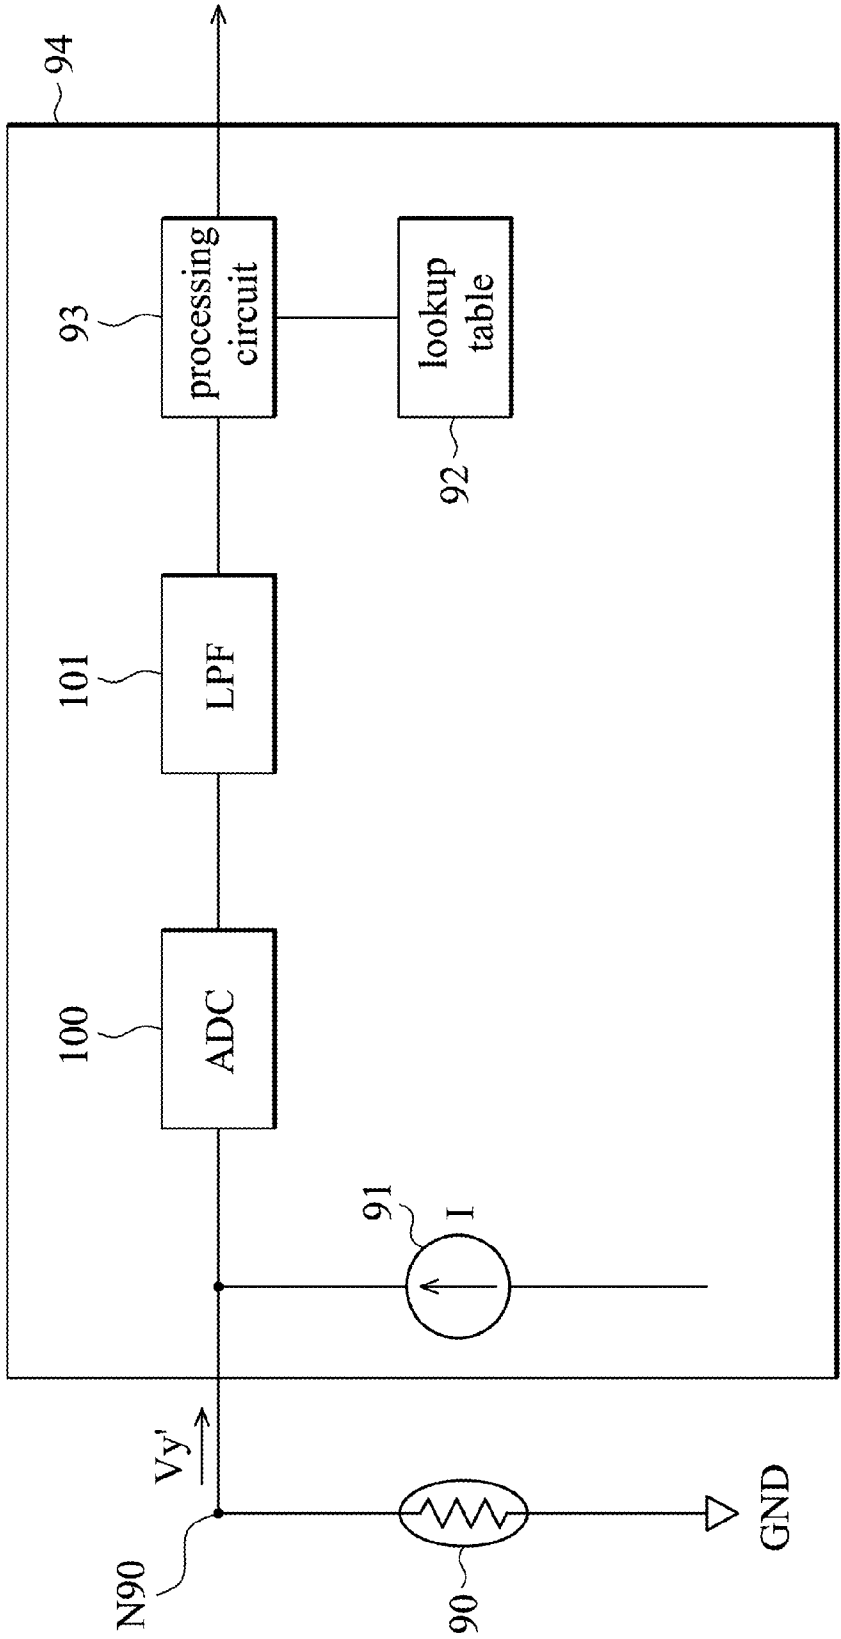 94
93
processing
circuit
lookup
table
92
101
LPF
100
ADC
91
I
Vy'
N90
90
GND